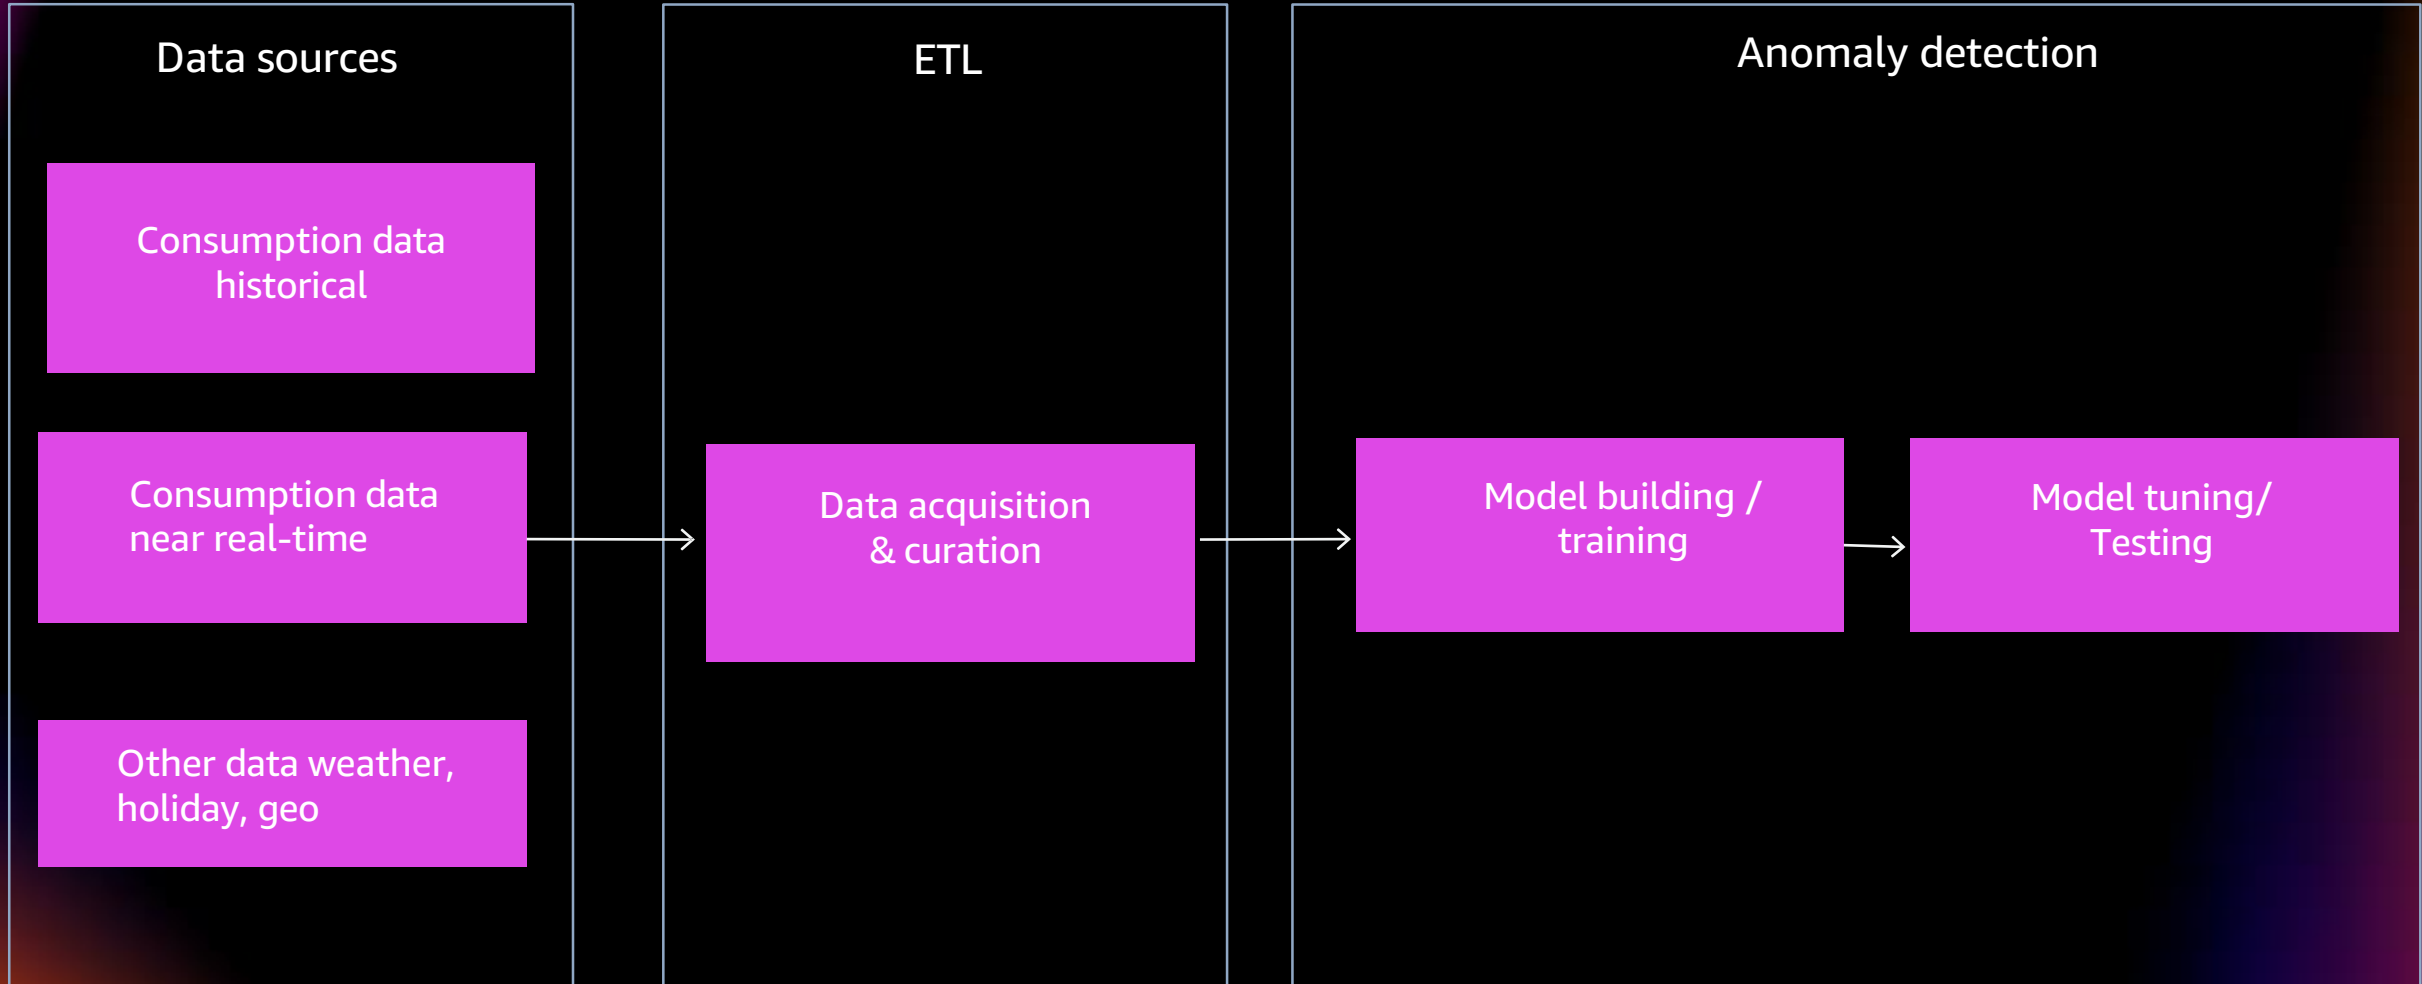 Data sources
Consumption data
historical
Consumption data
near real-time
Other data weather,
holiday, geo
ETL
Data acquisition
& curation
Anomaly detection
Model building /
training
Model tuning/
Testing